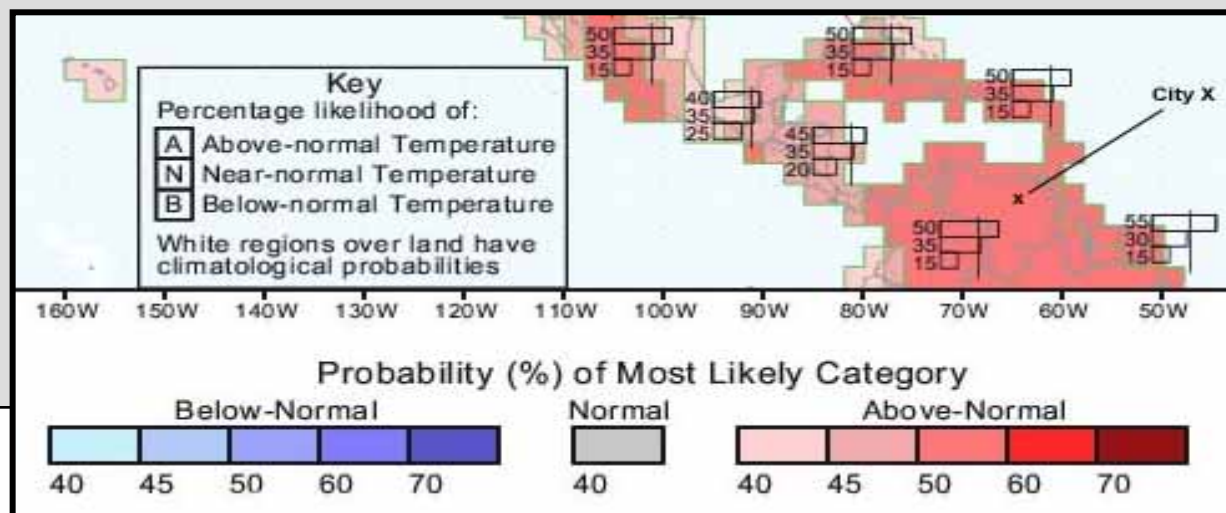 50
35
15
50
35
15
50
35
15
City X
40
35
25
45
35
20
50
35
15
55
30
15
Key
Percentage likelihood of:
A Above-normal Temperature
N Near-normal Temperature
B Below-normal Temperature
White regions over land have
climatological probabilities
x
160W 150W 140W 130W 120W 110W 100W 90W 80W 70W 60W 50W
Probability (%) of Most Likely Category
Below-Normal Normal Above-Normal
40 45 50 60 70 40 40 45 50 60 70